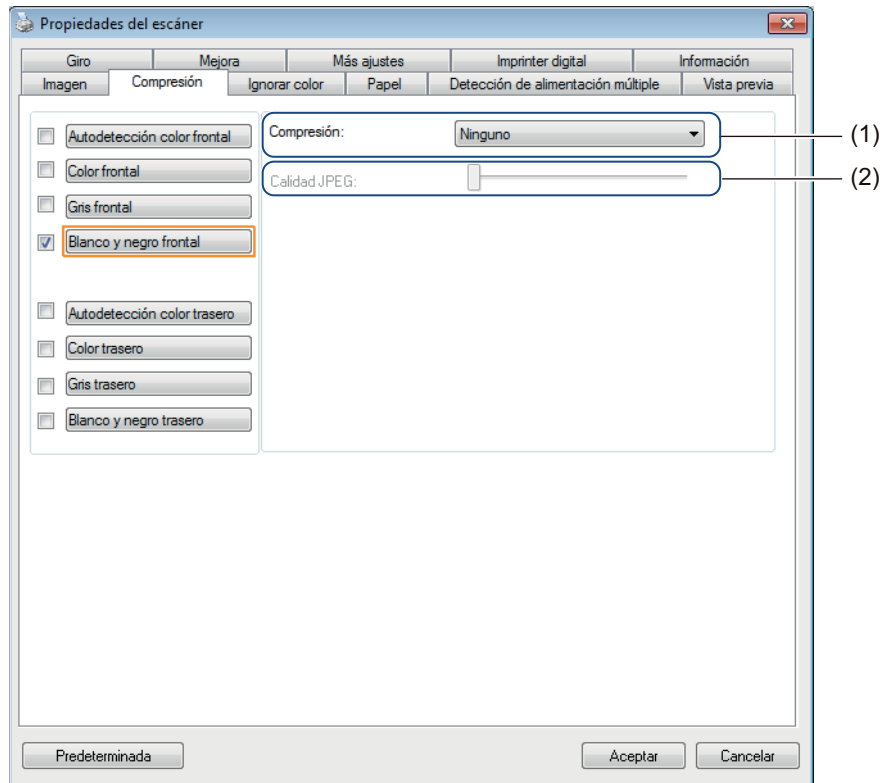 Propiedades del escáner
Giro Mejora Más ajustes Imprinter digital Información
Imagen Compresión Ignorar color Papel Detección de alimentación múltiple Vista previa
Autodetección color frontal
Color frontal
Gris frontal
Blanco y negro frontal
Autodetección color trasero
Color trasero
Gris trasero
Blanco y negro trasero
Compresión: Ninguno (1)
Calidad JPEG: (2)
Predeterminada Aceptar Cancelar